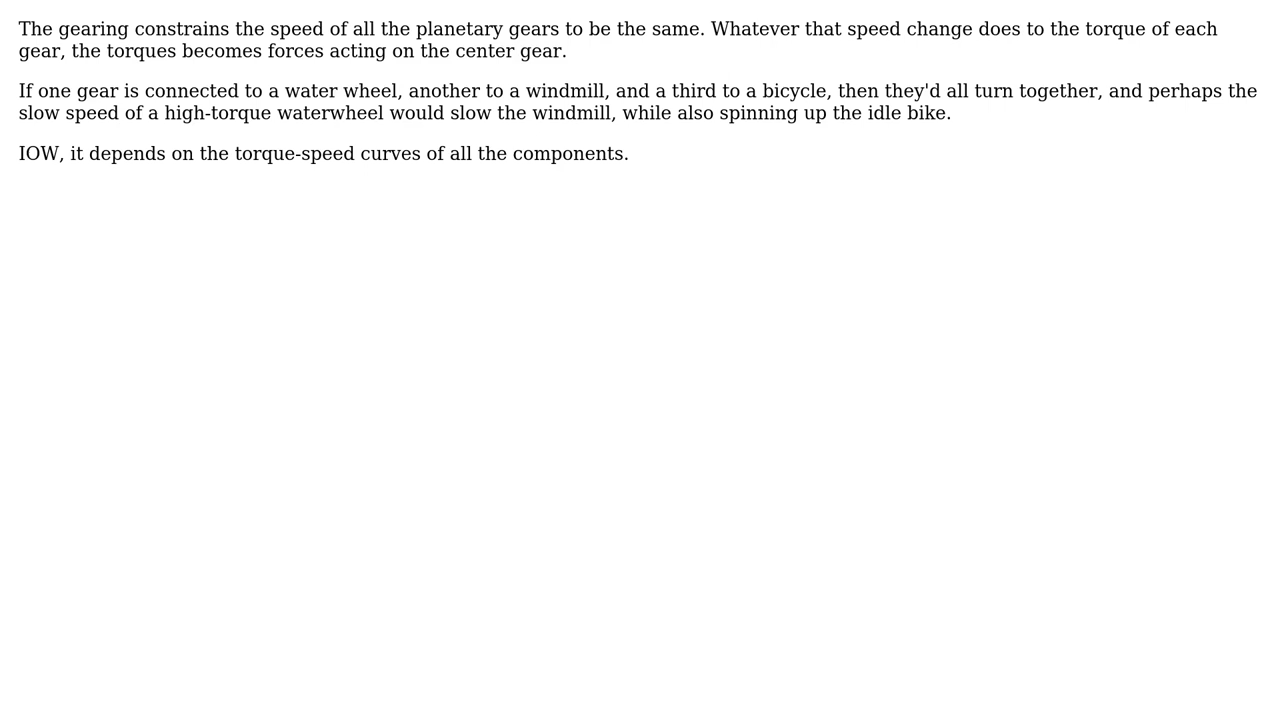 The gearing constrains the speed of all the planetary gears to be the same. Whatever that speed change does to the torque of each
gear, the torques becomes forces acting on the center gear.
If one gear is connected to a water wheel, another to a windmill, and a third to a bicycle, then they'd all turn together, and perhaps the
slow speed of a high-torque waterwheel would slow the windmill, while also spinning up the idle bike.
IOW, it depends on the torque-speed curves of all the components.